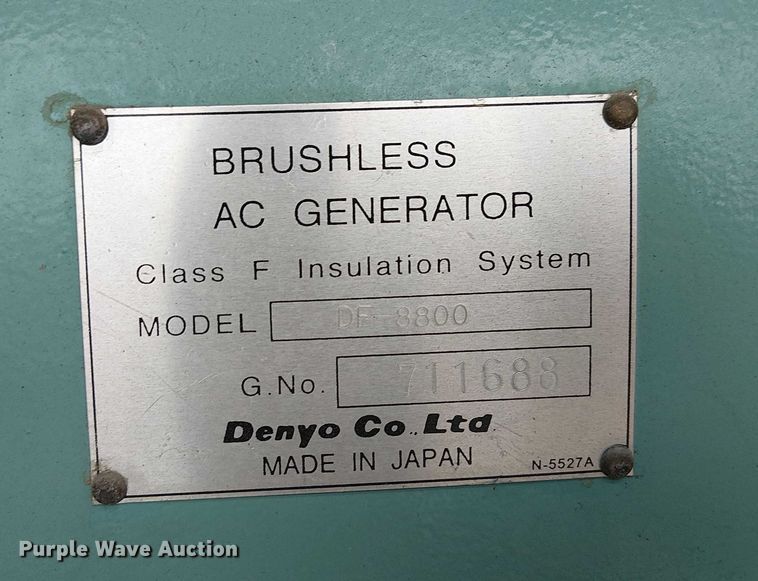 BRUSHLESS
AC GENERATOR
Class F Insulation System
MODEL DF-8800
G.No. 711688
Denyo Co.,Ltd.
MADE IN JAPAN N-5527A
Purple Wave Auction